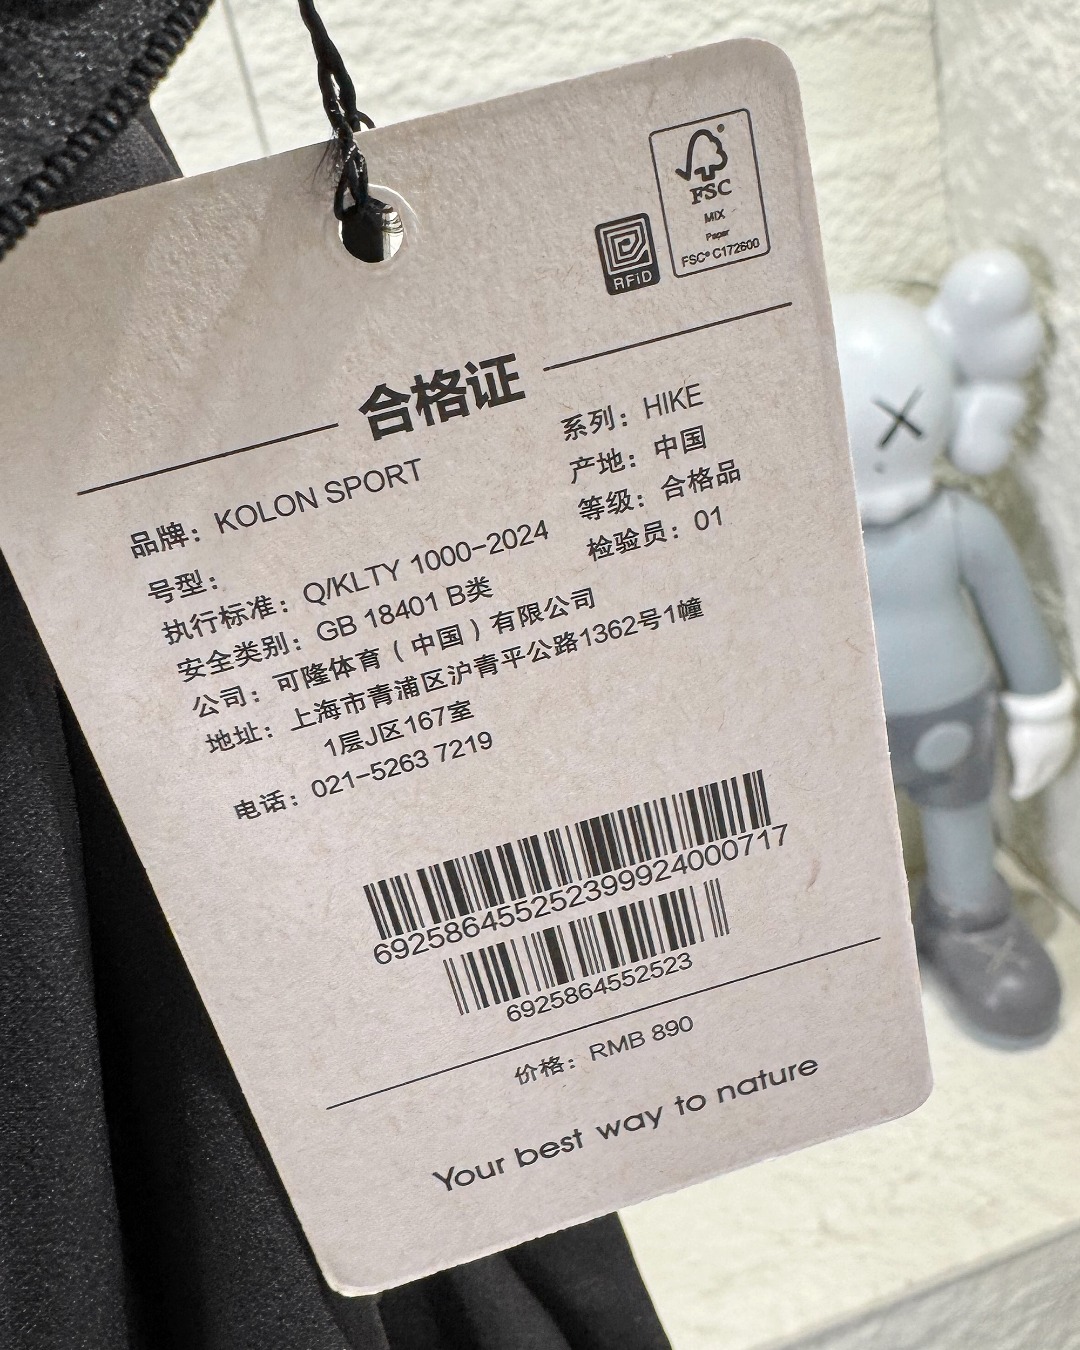 FSC
MIX
Paper
FSC® C172600
RFiD
合格证
品牌：KOLON SPORT
号型：
系列：HIKE
产地：中国
等级：合格品
检验员：01
执行标准：Q/KLTY 1000-2024
安全类别：GB 18401 B类
公司：可隆体育（中国）有限公司
地址：上海市青浦区沪青平公路1362号1幢
1层J区167室
电话：021-5263 7219
692586455252399924000717
6925864552523
价格：RMB 890
Your best way to nature